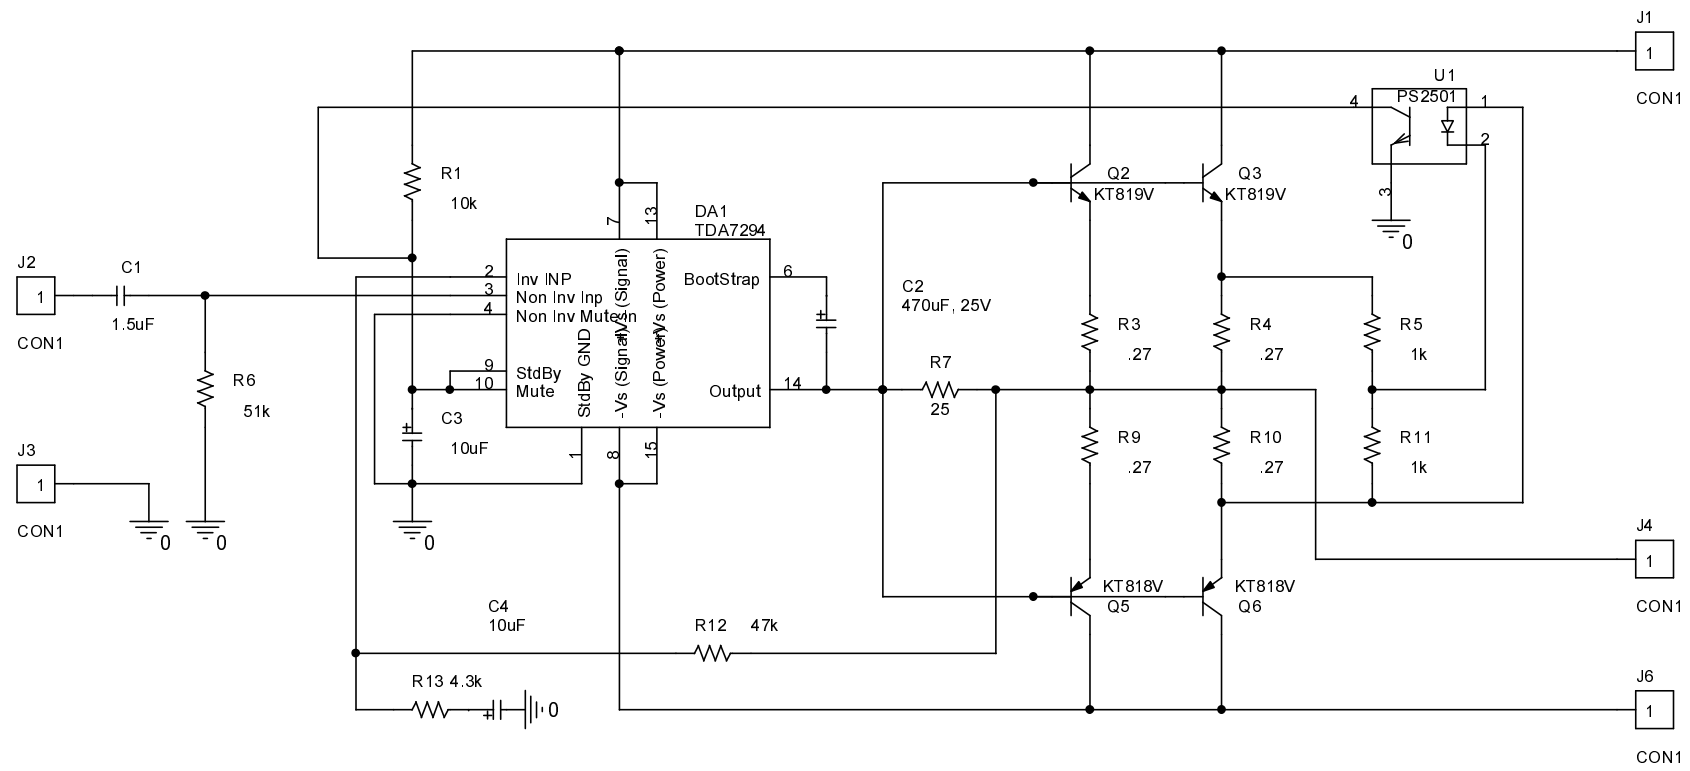 J1
1
CON1
U1
PS2501
4
1
2
3
0
R1
10k
Q2
KT819V
Q3
KT819V
DA1
TDA7294
7
13
J2
1
CON1
C1
1.5uF
2
3
4
9
10
Inv INP
Non Inv Inp
Non Inv Mute In
StdBy
Mute
StdBy GND
+Vs (Signal)
+Vs (Power)
-Vs (Signal)
-Vs (Power)
BootStrap
Output
6
14
1
8
15
C2
470uF, 25V
R7
25
R3
.27
R4
.27
R5
1k
R6
51k
C3
10uF
R9
.27
R10
.27
R11
1k
J3
1
CON1
0
0
0
J4
1
CON1
KT818V
Q5
KT818V
Q6
C4
10uF
R12
47k
R13 4.3k
0
J6
1
CON1